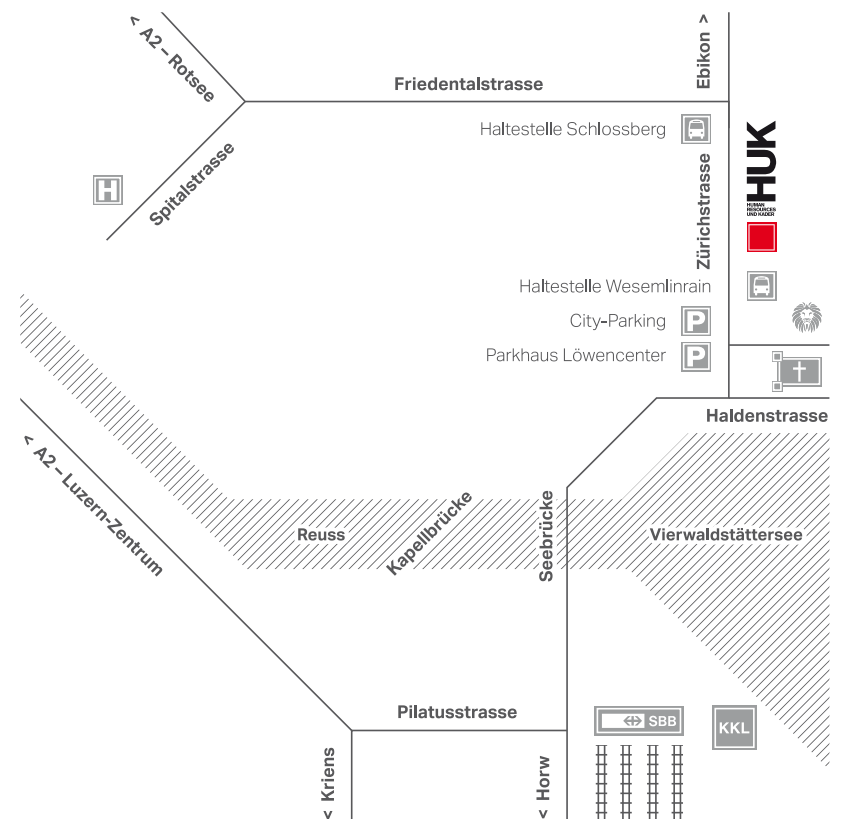 < A2 – Rotsee
Ebikon >
Friedentalstrasse
Haltestelle Schlossberg
HUK
HUMAN
RESOURCES
UND KADER
H
Spitalstrasse
Zürichstrasse
Haltestelle Wesemlinrain
City-Parking
P
Parkhaus Löwencenter
P
Haldenstrasse
< A2 – Luzern-Zentrum
Reuss
Kapellbrücke
Seebrücke
Vierwaldstättersee
Pilatusstrasse
SBB
KKL
< Kriens
< Horw